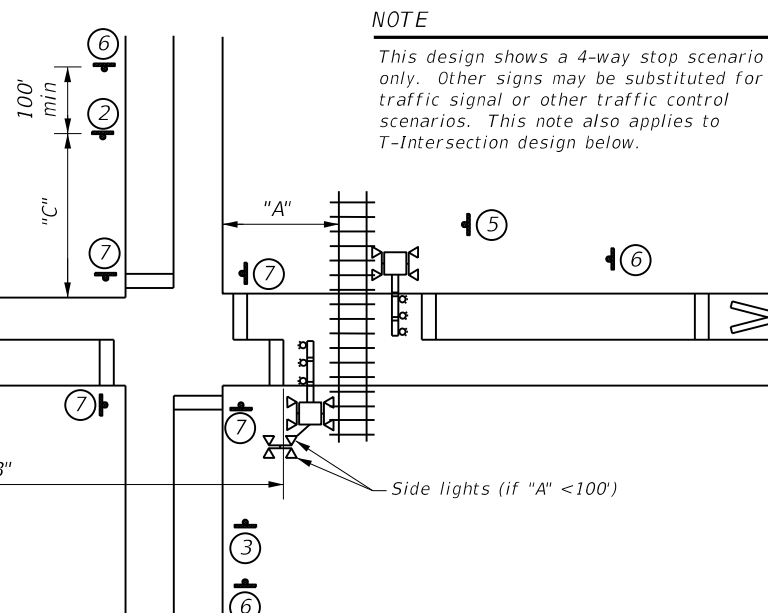 NOTE
This design shows a 4-way stop scenario
only. Other signs may be substituted for
traffic signal or other traffic control
scenarios. This note also applies to
T-Intersection design below.
6
100'
min
2
"C"
7
"A"
7
5
6
7
7
B"
Side lights (if "A" <100')
3
6